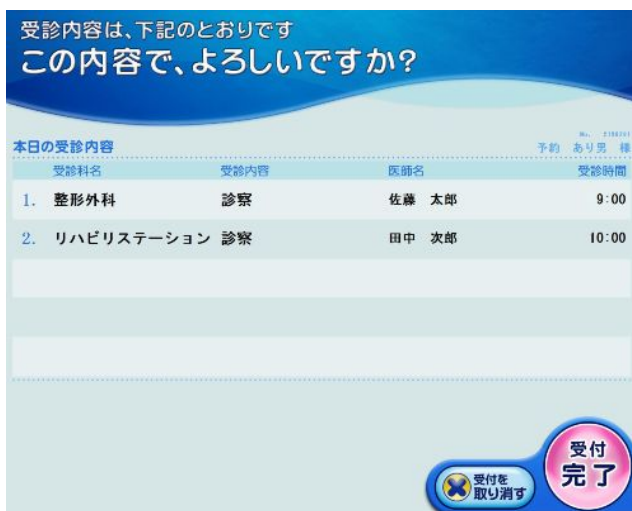 受診内容は、下記のとおりです
この内容で、よろしいですか?
本日の受診内容
予約 あり男 様
受診科名 受診内容 医師名 受診時間
1. 整形外科 診察 佐藤 太郎 9:00
2. リハビリステーション 診察 田中 次郎 10:00
受付を
取り消す
受付
完了